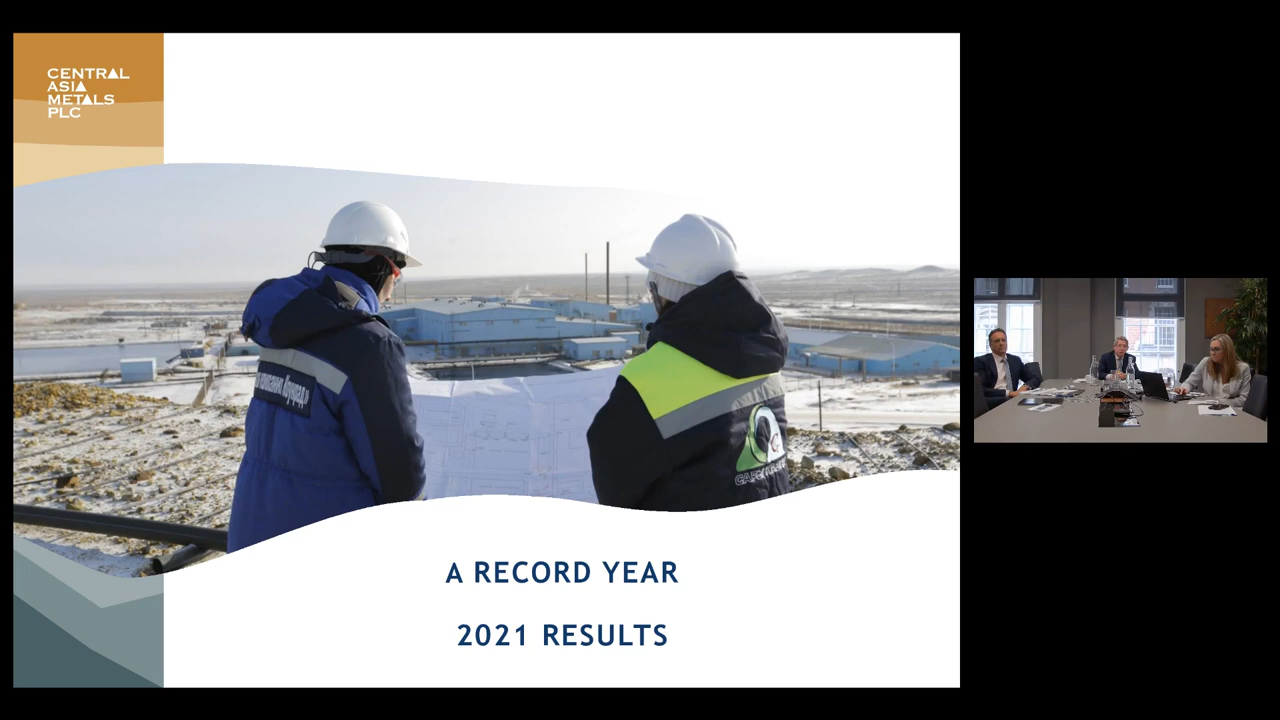 CENTRAL
ASIA
METALS
PLC
A RECORD YEAR
2021 RESULTS